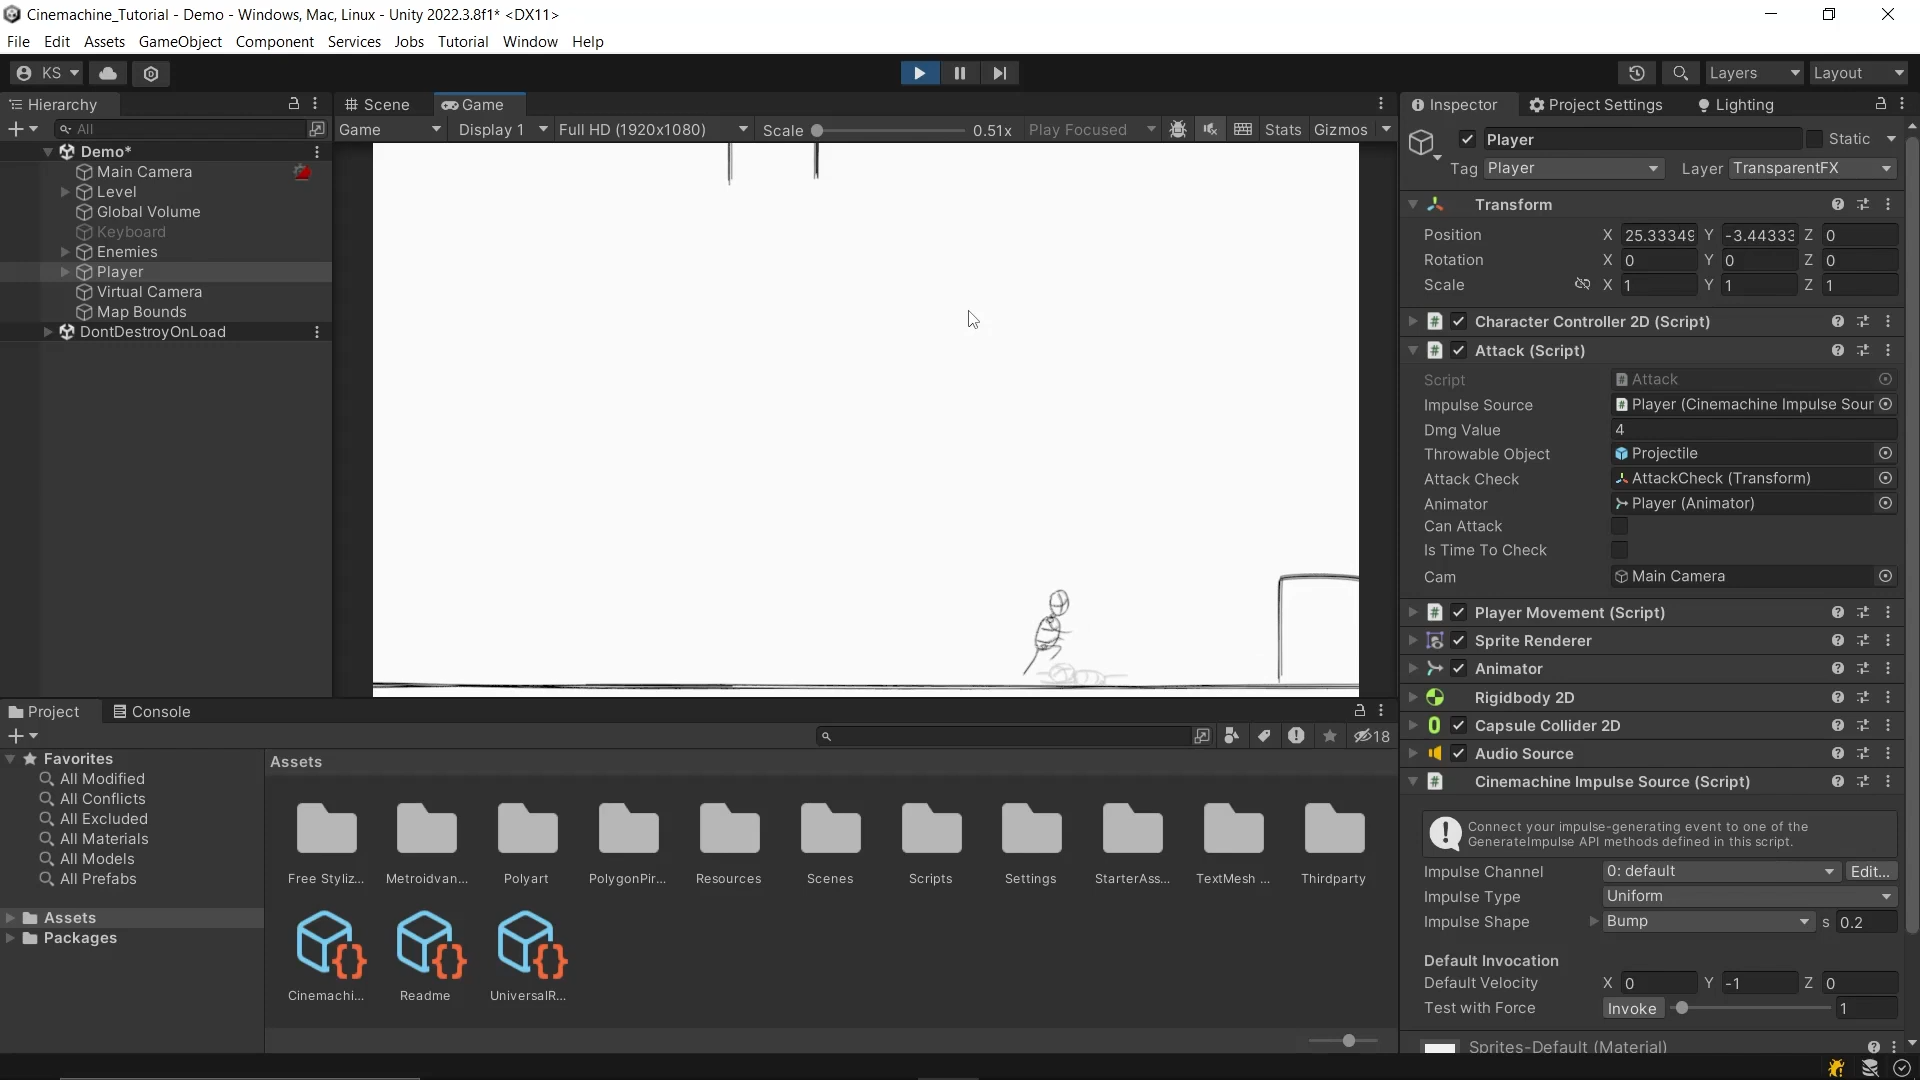 Cinemachine_Tutorial - Demo - Windows, Mac, Linux - Unity 2022.3.8f1* <DX11>
File Edit Assets GameObject Component Services Jobs Tutorial Window Help
KS Layers Layout
Hierarchy
All
Demo*
Main Camera
Level
Global Volume
Keyboard
Enemies
Player
Virtual Camera
Map Bounds
DontDestroyOnLoad
Scene Game
Game Display 1 Full HD (1920x1080) Scale 0.51x Play Focused Stats Gizmos
Inspector Project Settings Lighting
Player Static
Tag Player Layer TransparentFX
Transform
Position X 25.33349 Y -3.44333 Z 0
Rotation X 0 Y 0 Z 0
Scale X 1 Y 1 Z 1
# Character Controller 2D (Script)
# Attack (Script)
Script # Attack
Impulse Source # Player (Cinemachine Impulse Sour
Dmg Value 4
Throwable Object Projectile
Attack Check AttackCheck (Transform)
Animator Player (Animator)
Can Attack
Is Time To Check
Cam Main Camera
# Player Movement (Script)
Sprite Renderer
Animator
Rigidbody 2D
Capsule Collider 2D
Audio Source
# Cinemachine Impulse Source (Script)
Connect your impulse-generating event to one of the
GenerateImpulse API methods defined in this script.
Impulse Channel 0: default Edit...
Impulse Type Uniform
Impulse Shape Bump s 0.2
Default Invocation
Default Velocity X 0 Y -1 Z 0
Test with Force Invoke 1
Sprites-Default (Material)
Project Console
18
Favorites
All Modified
All Conflicts
All Excluded
All Materials
All Models
All Prefabs
Assets
Packages
Assets
Free Styliz... Metroidvan... Polyart PolygonPir... Resources Scenes Scripts Settings StarterAss... TextMesh ... Thirdparty
Cinemachi... Readme UniversalR...